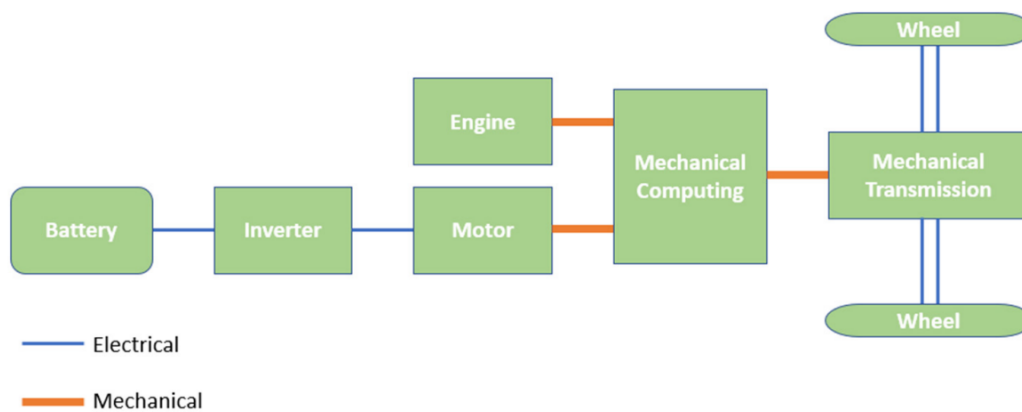 Wheel
Engine
Mechanical
Computing
Mechanical
Transmission
Battery
Inverter
Motor
Wheel
Electrical
Mechanical